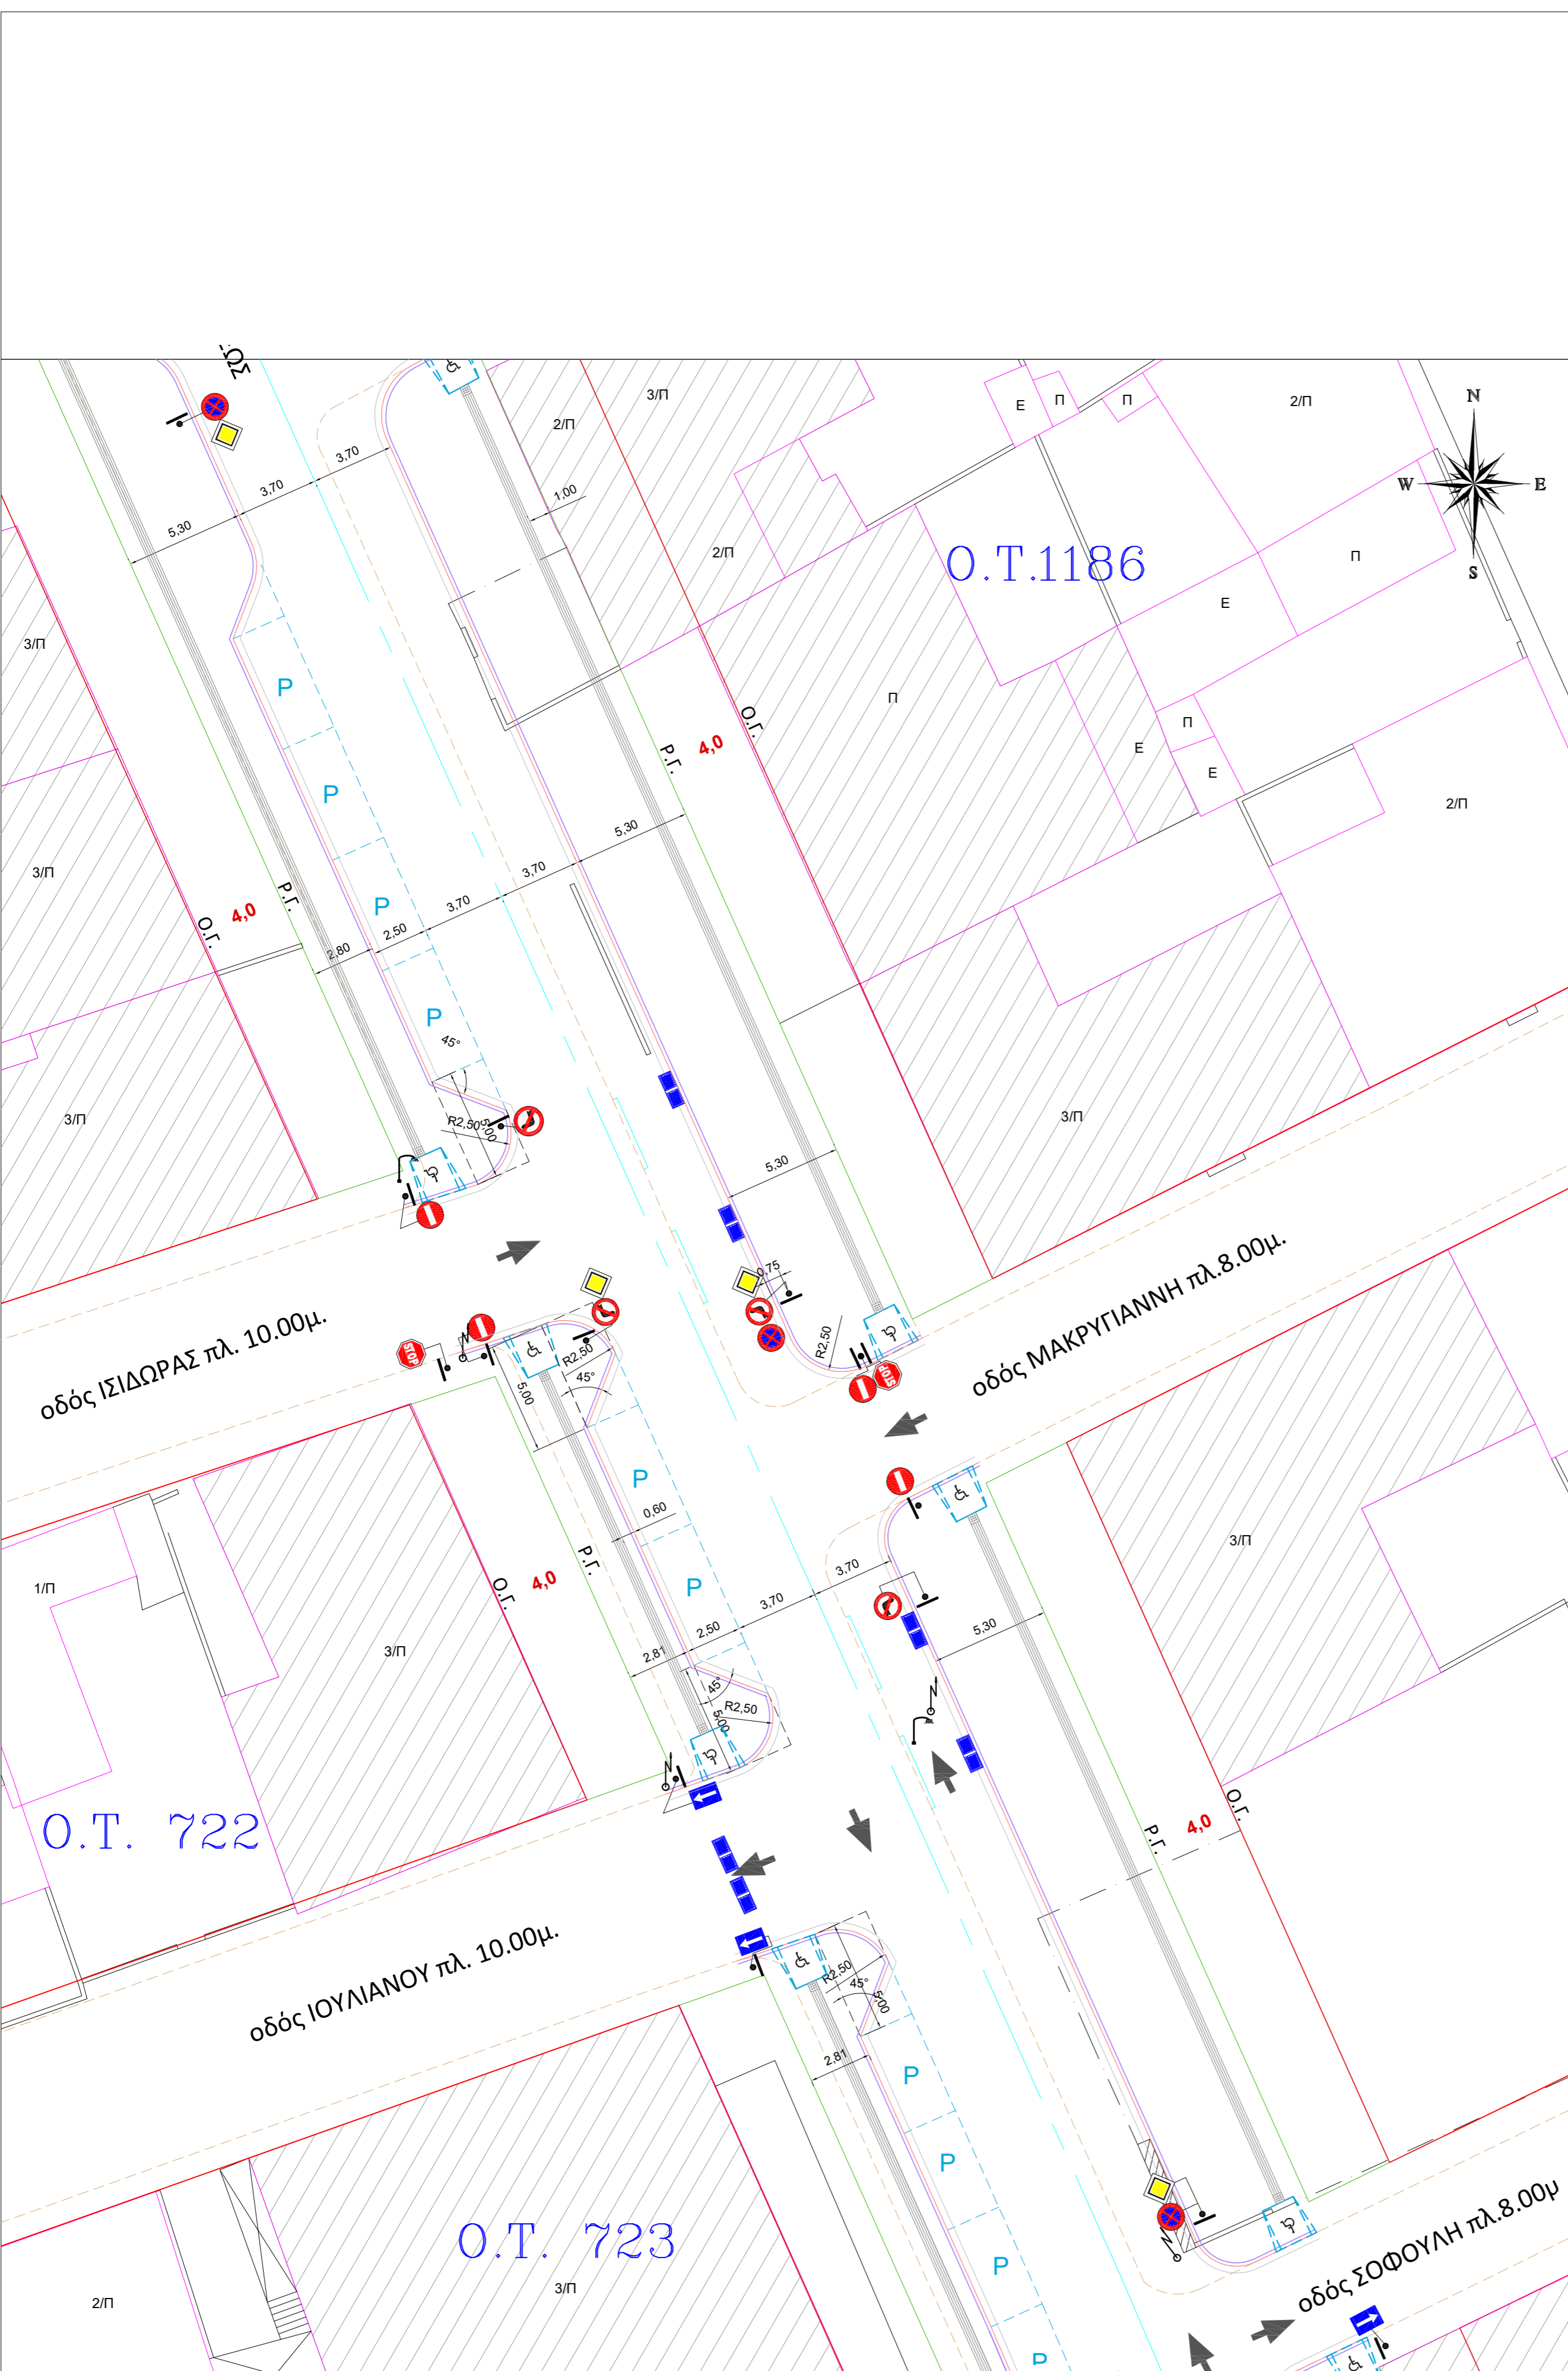 ΣΩ
3/Π
2/Π
Ε
Π
Π
2/Π
N
W
E
S
3,70
3,70
5,30
1,00
2/Π
Ο.Τ.1186
Π
Ε
3/Π
P
Π
Ο.Γ.
Π
Ρ.Γ.
4,0
Ε
Ε
P
2/Π
5,30
3/Π
3,70
Ρ.Γ.
4,0
Ο.Γ.
P
3,70
2,50
2,80
P
45°
3/Π
R2,50
5,00
3/Π
5,30
0,75
R2,50
οδός ΜΑΚΡΥΓΙΑΝΝΗ πλ.8.00μ.
οδός ΙΣΙΔΩΡΑΣ πλ. 10.00μ.
STOP
STOP
R2,50
45°
5,00
P
0,60
3/Π
Ρ.Γ.
4,0
Ο.Γ.
1/Π
P
3,70
3,70
2,50
2,81
5,30
3/Π
45°
R2,50
5,00
Ο.Τ. 722
Ο.Γ.
4,0
Ρ.Γ.
οδός ΙΟΥΛΙΑΝΟΥ πλ. 10.00μ.
R2,50
45°
5,00
2,81
P
P
Ο.Τ. 723
3/Π
2/Π
P
οδός ΣΟΦΟΥΛΗ πλ.8.00μ
P